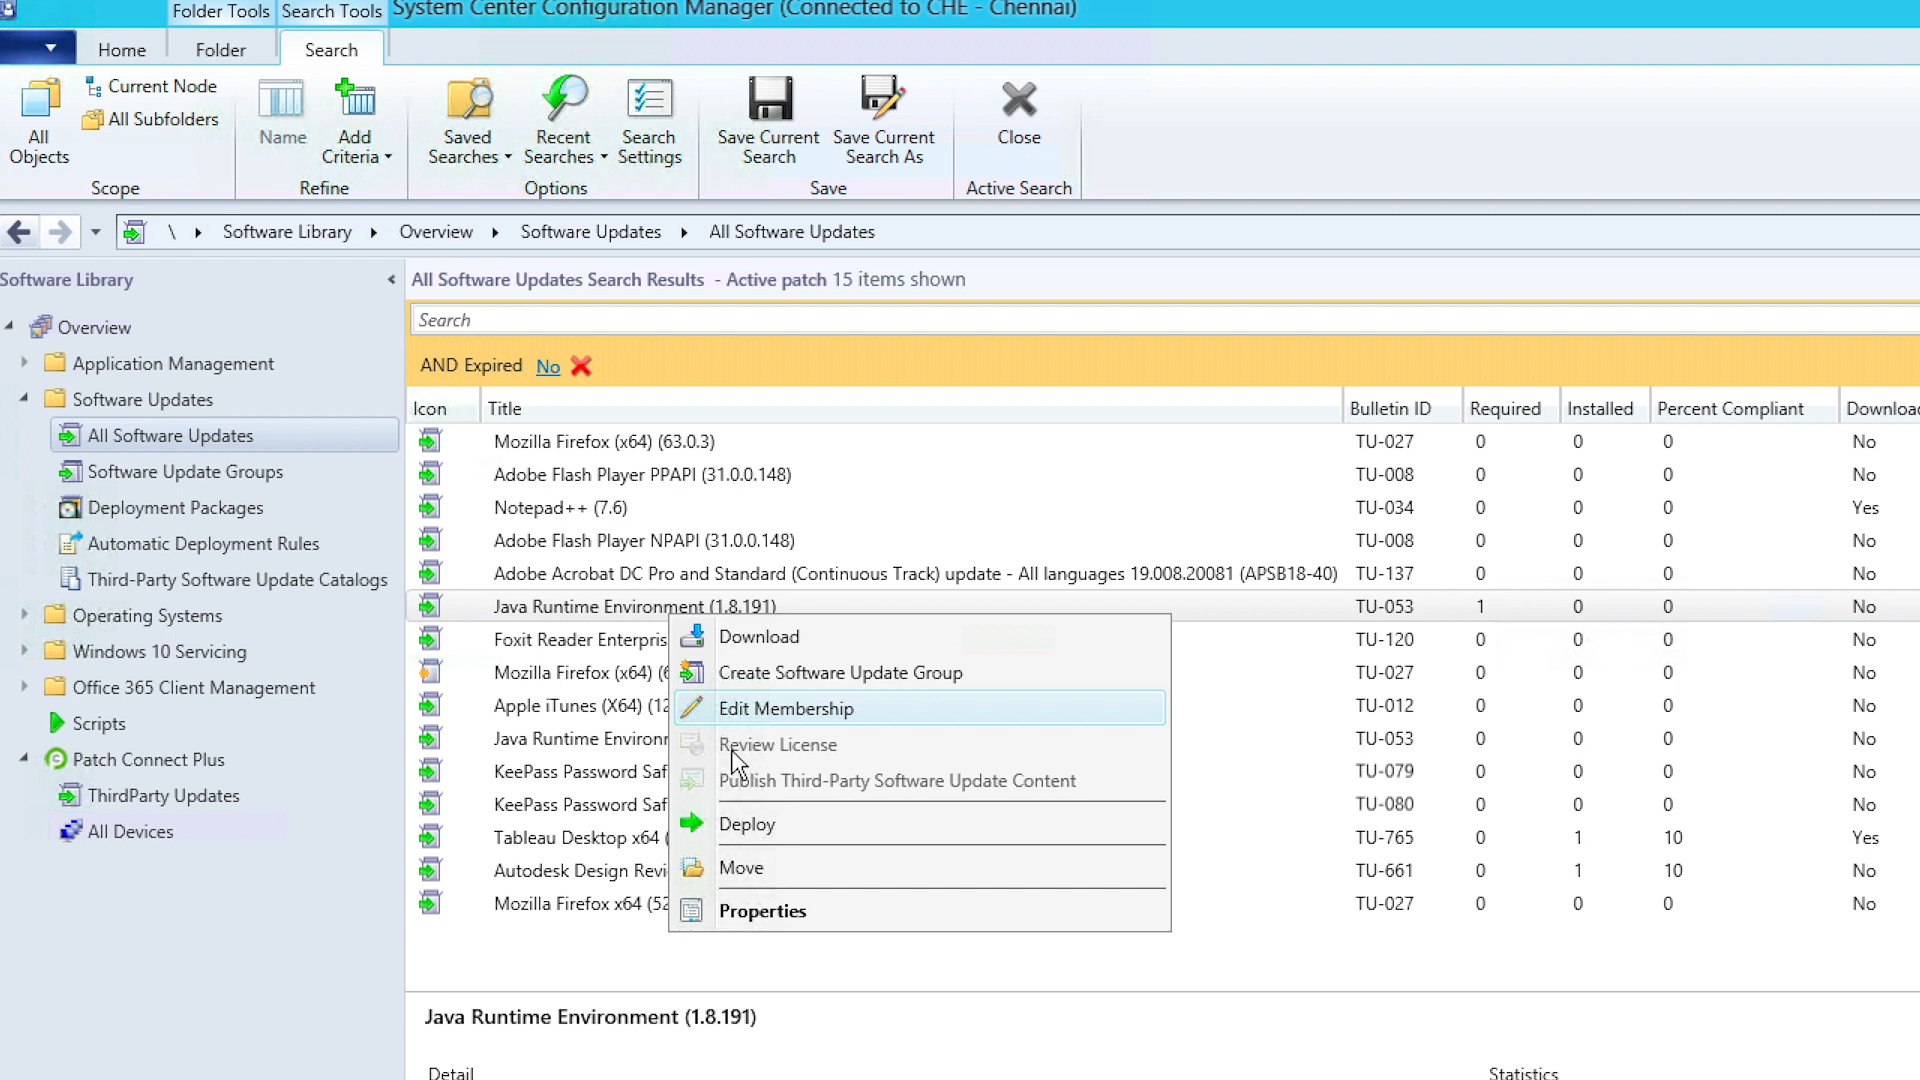 Folder Tools Search Tools System Center Configuration Manager (Connected to CHE - Chennai)
Home Folder Search
All Objects
Current Node
All Subfolders
Name
Add Criteria
Saved Searches
Recent Searches
Search Settings
Save Current Search
Save Current Search As
Close
Scope Refine Options Save Active Search
\ Software Library Overview Software Updates All Software Updates
Software Library
Overview
Application Management
Software Updates
All Software Updates
Software Update Groups
Deployment Packages
Automatic Deployment Rules
Third-Party Software Update Catalogs
Operating Systems
Windows 10 Servicing
Office 365 Client Management
Scripts
Patch Connect Plus
ThirdParty Updates
All Devices
All Software Updates Search Results - Active patch 15 items shown
Search
AND Expired No
Icon Title Bulletin ID Required Installed Percent Compliant Downloa
Mozilla Firefox (x64) (63.0.3) TU-027 0 0 0 No
Adobe Flash Player PPAPI (31.0.0.148) TU-008 0 0 0 No
Notepad++ (7.6) TU-034 0 0 0 Yes
Adobe Flash Player NPAPI (31.0.0.148) TU-008 0 0 0 No
Adobe Acrobat DC Pro and Standard (Continuous Track) update - All languages 19.008.20081 (APSB18-40) TU-137 0 0 0 No
Java Runtime Environment (1.8.191) TU-053 1 0 0 No
Foxit Reader Enterpris TU-120 0 0 0 No
Mozilla Firefox (x64) (6 TU-027 0 0 0 No
Apple iTunes (X64) (12 TU-012 0 0 0 No
Java Runtime Environr TU-053 0 0 0 No
KeePass Password Saf TU-079 0 0 0 No
KeePass Password Saf TU-080 0 0 0 No
Tableau Desktop x64 ( TU-765 0 1 10 Yes
Autodesk Design Revi TU-661 0 1 10 No
Mozilla Firefox x64 (52 TU-027 0 0 0 No
Download
Create Software Update Group
Edit Membership
Review License
Publish Third-Party Software Update Content
Deploy
Move
Properties
Java Runtime Environment (1.8.191)
Detail Statistics